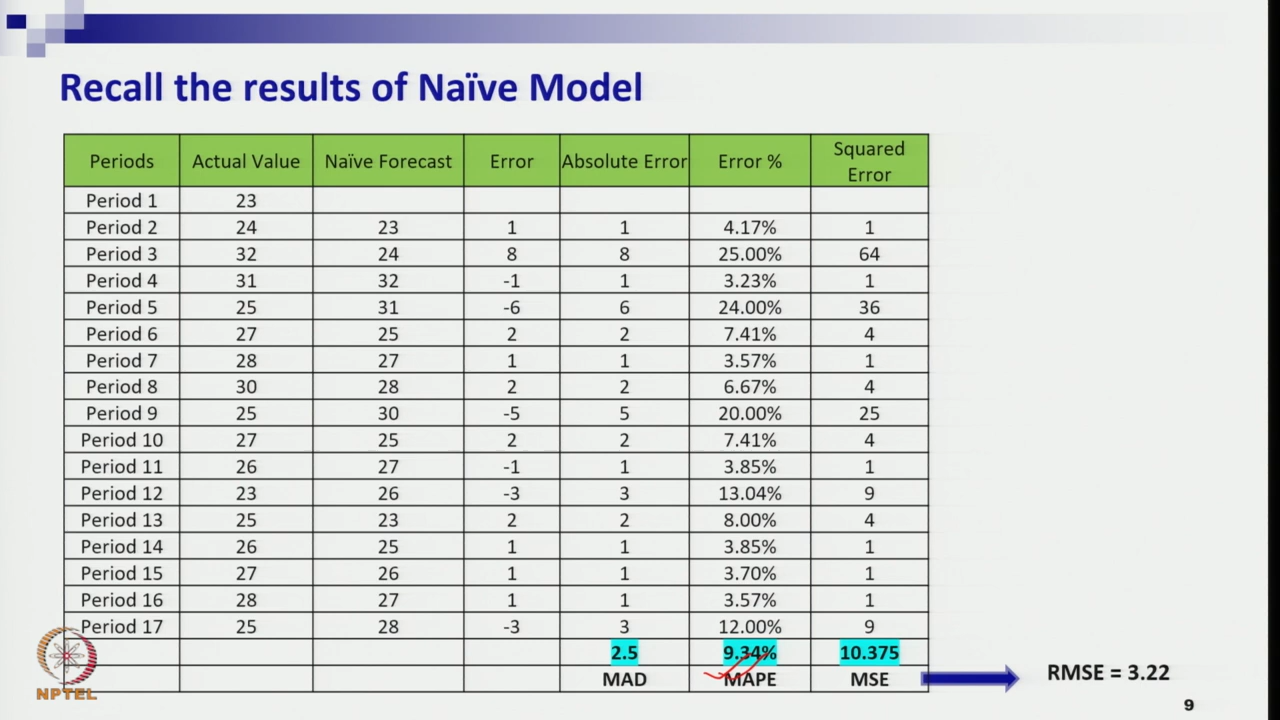 Recall the results of Naïve Model
Periods Actual Value Naïve Forecast Error Absolute Error Error % Squared Error
Period 1 23
Period 2 24 23 1 1 4.17% 1
Period 3 32 24 8 8 25.00% 64
Period 4 31 32 -1 1 3.23% 1
Period 5 25 31 -6 6 24.00% 36
Period 6 27 25 2 2 7.41% 4
Period 7 28 27 1 1 3.57% 1
Period 8 30 28 2 2 6.67% 4
Period 9 25 30 -5 5 20.00% 25
Period 10 27 25 2 2 7.41% 4
Period 11 26 27 -1 1 3.85% 1
Period 12 23 26 -3 3 13.04% 9
Period 13 25 23 2 2 8.00% 4
Period 14 26 25 1 1 3.85% 1
Period 15 27 26 1 1 3.70% 1
Period 16 28 27 1 1 3.57% 1
Period 17 25 28 -3 3 12.00% 9
2.5 9.34% 10.375
MAD MAPE MSE RMSE = 3.22
NPTEL
9